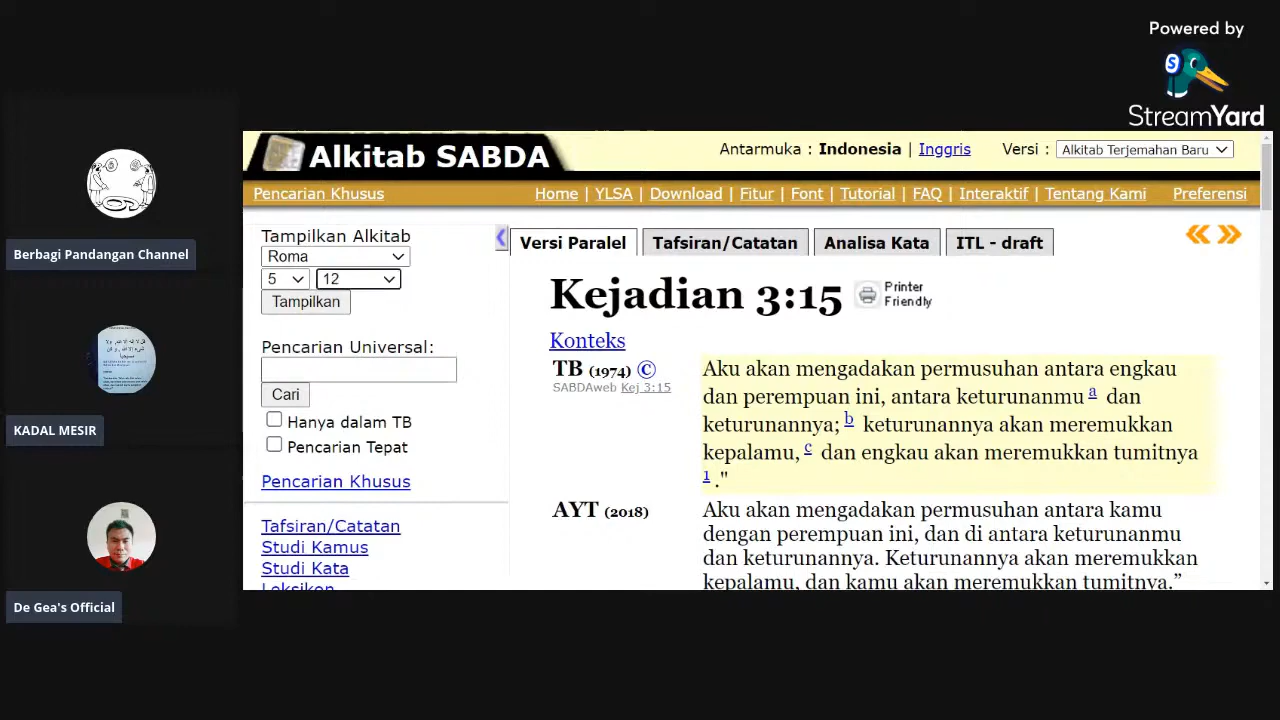 Powered by
StreamYard
Berbagi Pandangan Channel
KADAL MESIR
De Gea's Official
Alkitab SABDA
Antarmuka : Indonesia | Inggris Versi : Alkitab Terjemahan Baru
Pencarian Khusus Home | YLSA | Download | Fitur | Font | Tutorial | FAQ | Interaktif | Tentang Kami Preferensi
Tampilkan Alkitab
Roma
5 12
Tampilkan
Pencarian Universal:
Cari
Hanya dalam TB
Pencarian Tepat
Pencarian Khusus
Tafsiran/Catatan
Studi Kamus
Studi Kata
Leksikon
Versi Paralel Tafsiran/Catatan Analisa Kata ITL - draft
Kejadian 3:15
Printer
Friendly
Konteks
TB (1974) ©
SABDAweb Kej 3:15
Aku akan mengadakan permusuhan antara engkau
dan perempuan ini, antara keturunanmu a dan
keturunannya; b keturunannya akan meremukkan
kepalamu, c dan engkau akan meremukkan tumitnya
1 ."
AYT (2018)
Aku akan mengadakan permusuhan antara kamu
dengan perempuan ini, dan di antara keturunanmu
dan keturunannya. Keturunannya akan meremukkan
kepalamu, dan kamu akan meremukkan tumitnya.”